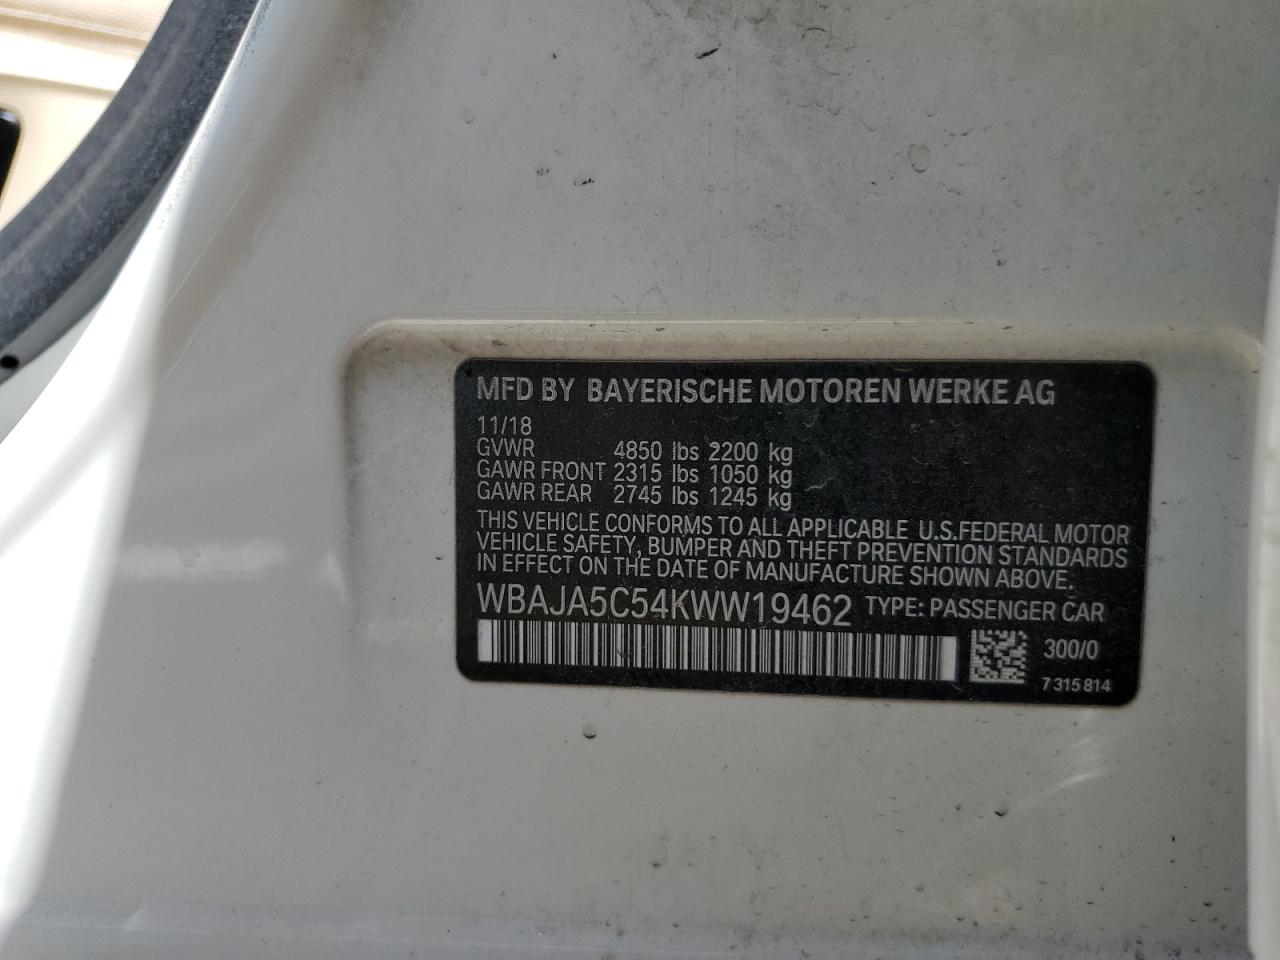 MFD BY BAYERISCHE MOTOREN WERKE AG
11/18
GVWR 4850 lbs 2200 kg
GAWR FRONT 2315 lbs 1050 kg
GAWR REAR 2745 lbs 1245 kg
THIS VEHICLE CONFORMS TO ALL APPLICABLE U.S.FEDERAL MOTOR
VEHICLE SAFETY, BUMPER AND THEFT PREVENTION STANDARDS
IN EFFECT ON THE DATE OF MANUFACTURE SHOWN ABOVE.
WBAJA5C54KWW19462 TYPE: PASSENGER CAR
300/0
7 315 814